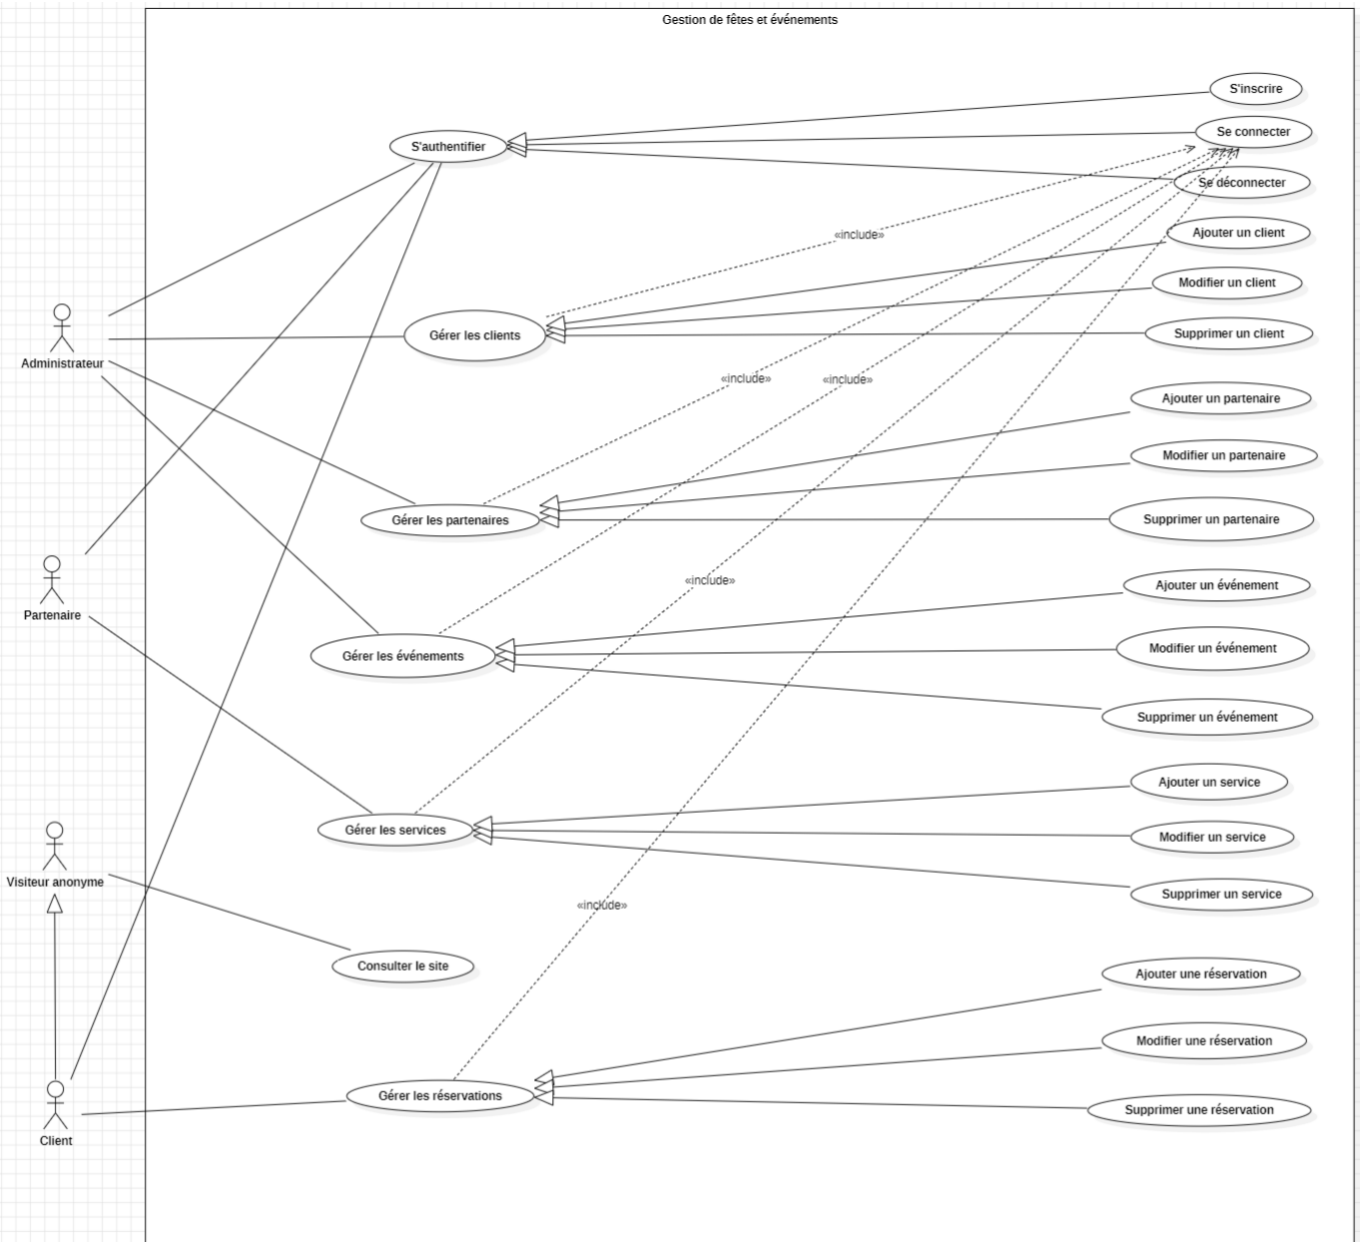 Gestion de fêtes et événements
S'inscrire
Se connecter
S'authentifier
Se déconnecter
«include»
Ajouter un client
Modifier un client
Gérer les clients
Supprimer un client
Administrateur
«include»
«include»
Ajouter un partenaire
Modifier un partenaire
Gérer les partenaires
Supprimer un partenaire
«include»
Ajouter un événement
Partenaire
Modifier un événement
Gérer les événements
Supprimer un événement
Ajouter un service
Gérer les services
Modifier un service
Visiteur anonyme
Supprimer un service
«include»
Consulter le site
Ajouter une réservation
Modifier une réservation
Gérer les réservations
Supprimer une réservation
Client